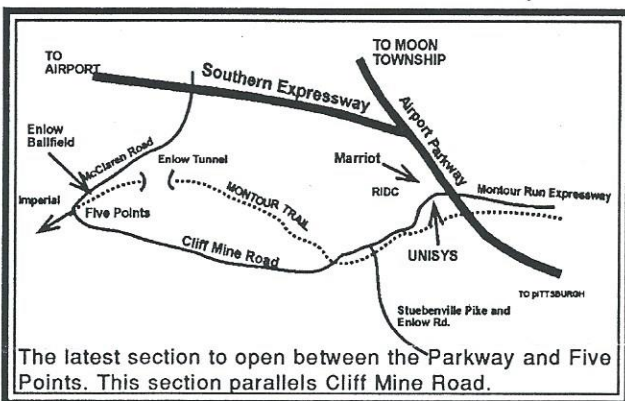 TO MOON
TOWNSHIP
TO
AIRPORT
Southern Expressway
Airport Parkway
Enlow
Ballfield
McClaren Road
Enlow Tunnel
Marriot
RIDC
Montour Run Expressway
Imperial
Five Points
MONTOUR TRAIL
Cliff Mine Road
UNISYS
TO pITTSBURGH
Stuebenville Pike and
Enlow Rd.
The latest section to open between the Parkway and Five
Points. This section parallels Cliff Mine Road.